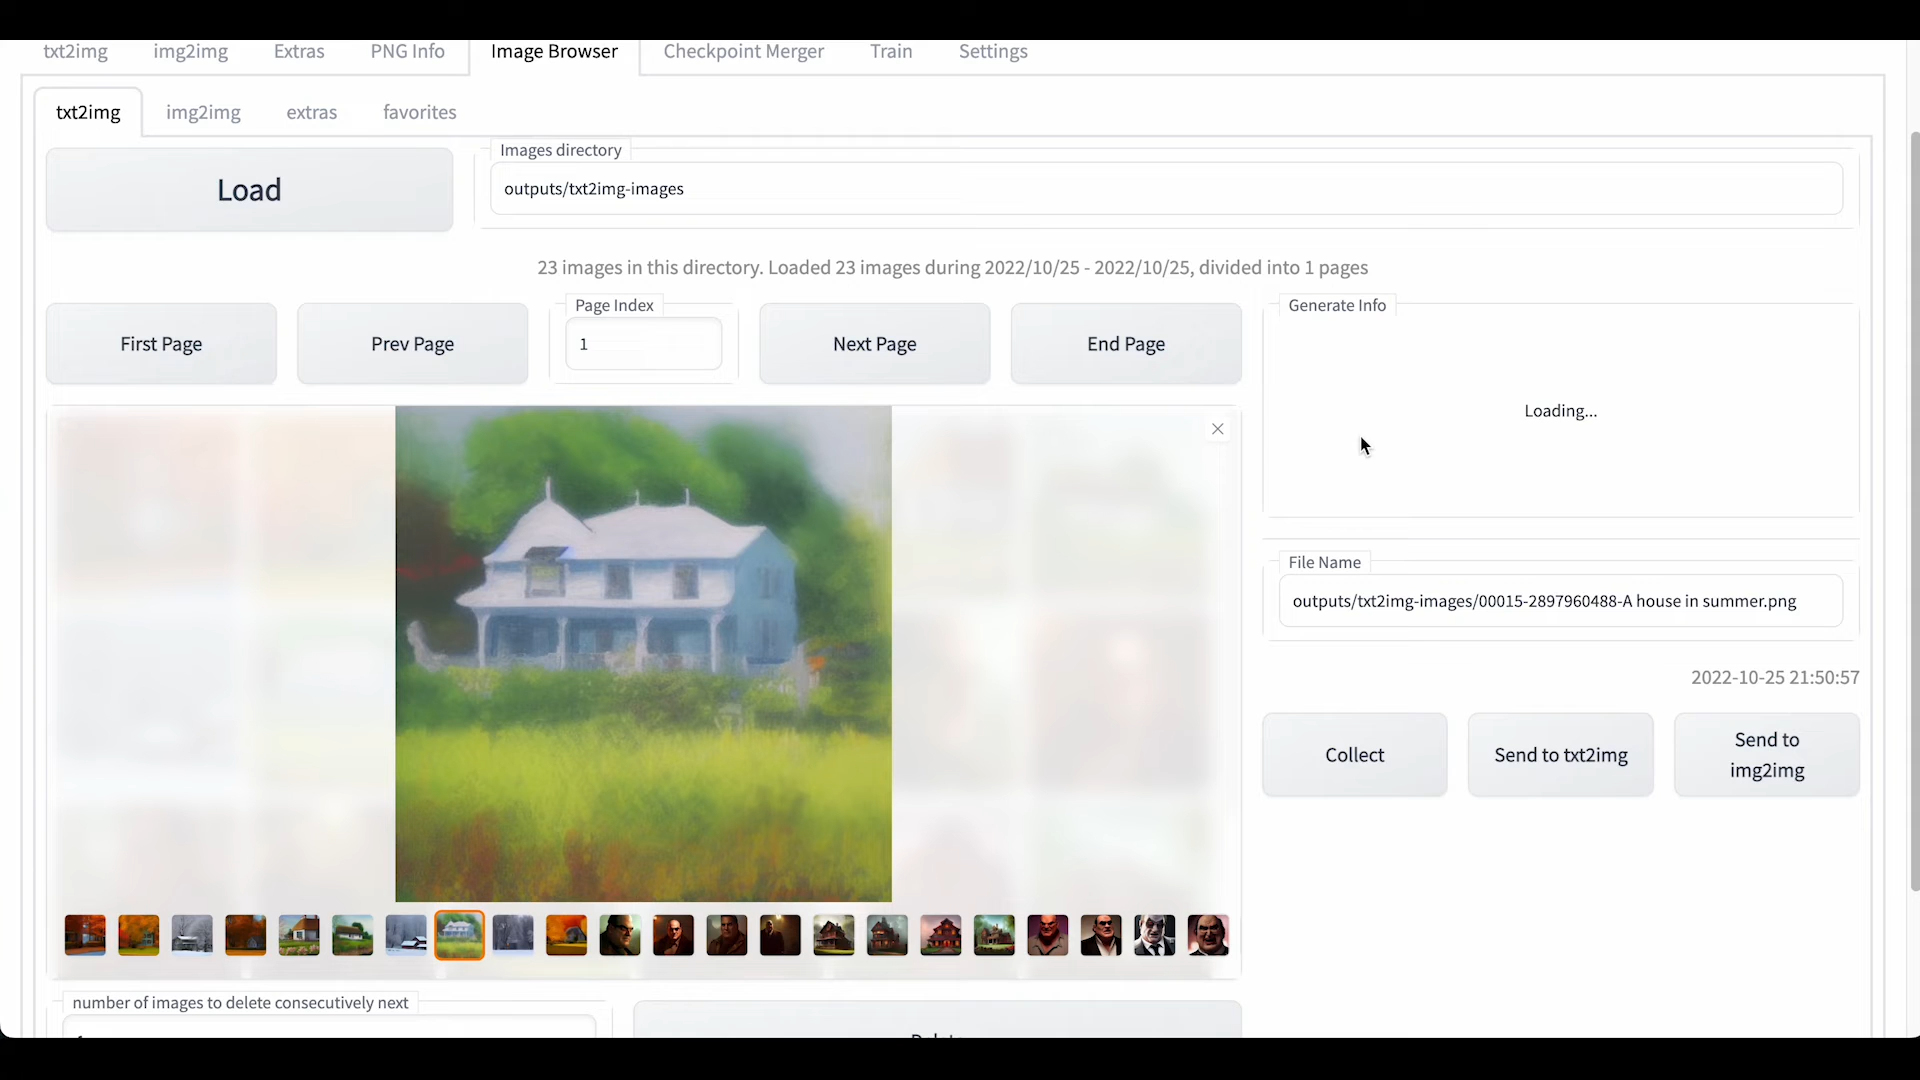 txt2img img2img Extras PNG Info Image Browser Checkpoint Merger Train Settings
txt2img img2img extras favorites
Load
Images directory
outputs/txt2img-images
23 images in this directory. Loaded 23 images during 2022/10/25 - 2022/10/25, divided into 1 pages
First Page
Prev Page
Page Index
1
Next Page
End Page
Generate Info
Loading...
File Name
outputs/txt2img-images/00015-2897960488-A house in summer.png
2022-10-25 21:50:57
Collect
Send to txt2img
Send to
img2img
number of images to delete consecutively next